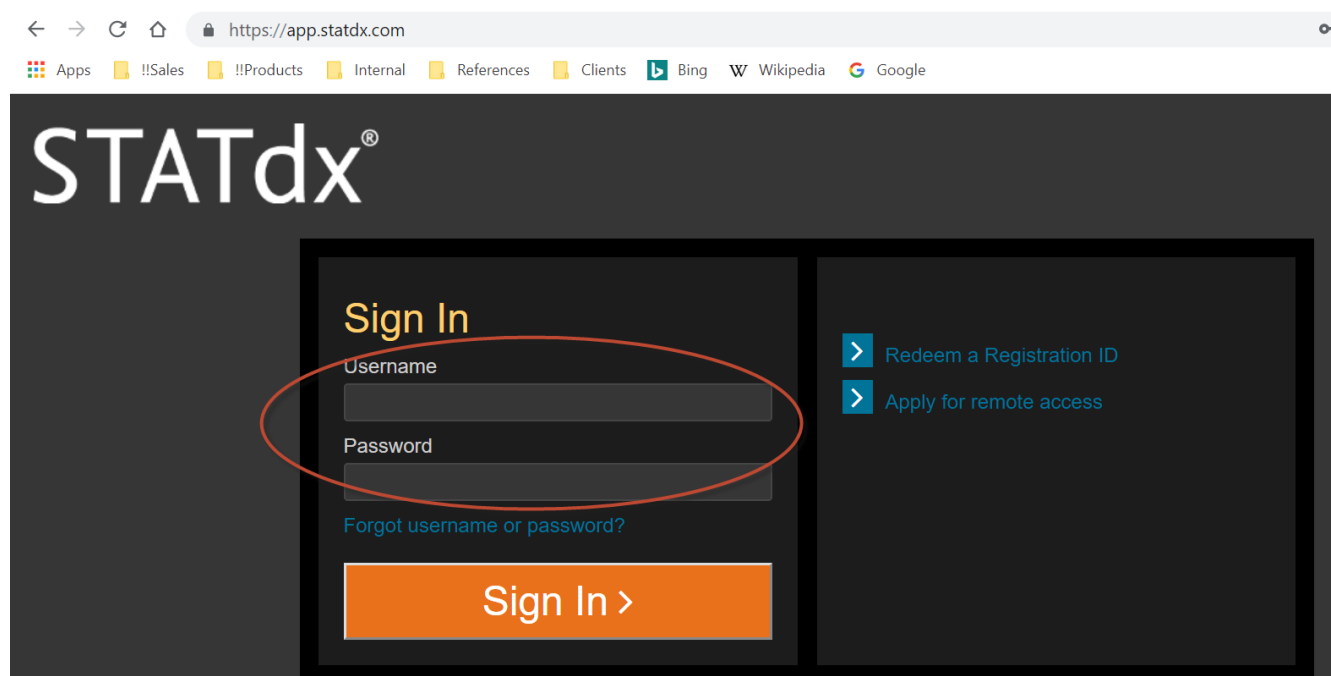 https://app.statdx.com
Apps !!Sales !!Products Internal References Clients Bing W Wikipedia G Google
STATdx®
Sign In
Username
Password
Forgot username or password?
Sign In
Redeem a Registration ID
Apply for remote access